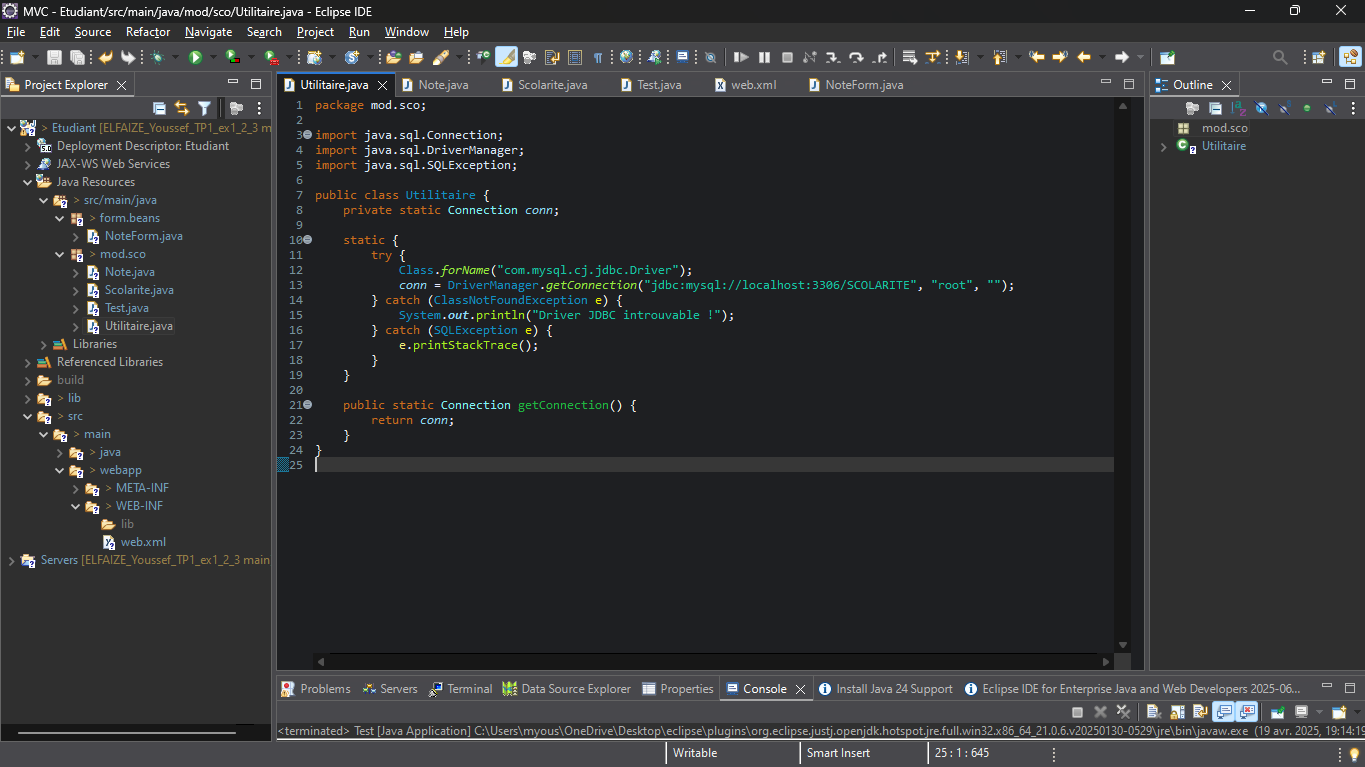 MVC - Etudiant/src/main/java/mod/sco/Utilitaire.java - Eclipse IDE
File Edit Source Refactor Navigate Search Project Run Window Help
Project Explorer
Etudiant [ELFAIZE_Youssef_TP1_ex1_2_3 m
Deployment Descriptor: Etudiant
JAX-WS Web Services
Java Resources
> src/main/java
> form.beans
NoteForm.java
> mod.sco
Note.java
Scolarite.java
Test.java
Utilitaire.java
Libraries
Referenced Libraries
build
> lib
> src
> main
> java
> webapp
> META-INF
> WEB-INF
lib
web.xml
Servers [ELFAIZE_Youssef_TP1_ex1_2_3 main
Utilitaire.java Note.java Scolarite.java Test.java web.xml NoteForm.java
1 package mod.sco;
2
3 import java.sql.Connection;
4 import java.sql.DriverManager;
5 import java.sql.SQLException;
6
7 public class Utilitaire {
8 private static Connection conn;
9
10 static {
11 try {
12 Class.forName("com.mysql.cj.jdbc.Driver");
13 conn = DriverManager.getConnection("jdbc:mysql://localhost:3306/SCOLARITE", "root", "");
14 } catch (ClassNotFoundException e) {
15 System.out.println("Driver JDBC introuvable !");
16 } catch (SQLException e) {
17 e.printStackTrace();
18 }
19 }
20
21 public static Connection getConnection() {
22 return conn;
23 }
24 }
25
Outline
mod.sco
Utilitaire
Problems Servers Terminal Data Source Explorer Properties Console Install Java 24 Support Eclipse IDE for Enterprise Java and Web Developers 2025-06...
<terminated> Test [Java Application] C:\Users\myous\OneDrive\Desktop\eclipse\plugins\org.eclipse.justj.openjdk.hotspot.jre.full.win32.x86_64_21.0.6.v20250130-0529\jre\bin\javaw.exe (19 avr. 2025, 19:14:19
Writable Smart Insert 25 : 1 : 645